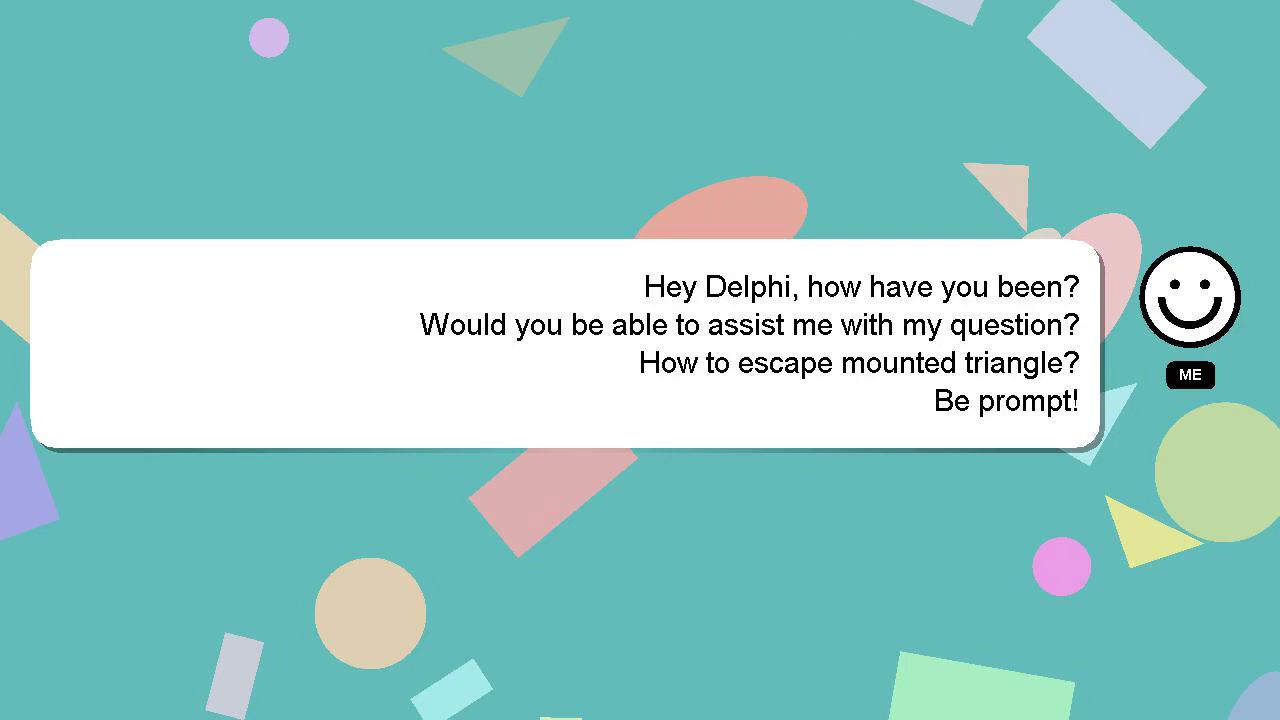 Hey Delphi, how have you been?
Would you be able to assist me with my question?
How to escape mounted triangle?
Be prompt!
ME